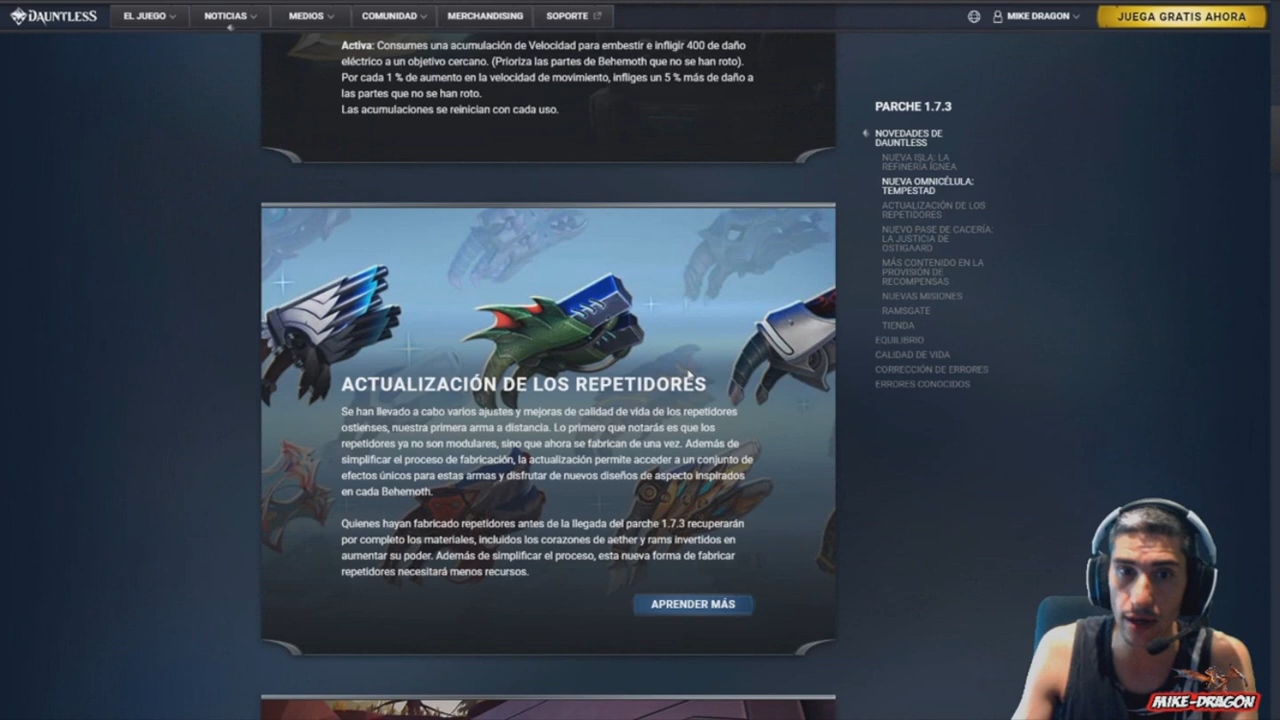 DAUNTLESS
EL JUEGO
NOTICIAS
MEDIOS
COMUNIDAD
MERCHANDISING
SOPORTE
MIKE DRAGON
JUEGA GRATIS AHORA
Activa: Consumes una acumulación de Velocidad para embestir e infligir 400 de daño
eléctrico a un objetivo cercano. (Prioriza las partes de Behemoth que no se han roto).
Por cada 1 % de aumento en la velocidad de movimiento, infliges un 5 % más de daño a
las partes que no se han roto.
Las acumulaciones se reinician con cada uso.
ACTUALIZACIÓN DE LOS REPETIDORES
Se han llevado a cabo varios ajustes y mejoras de calidad de vida de los repetidores
ostienses, nuestra primera arma a distancia. Lo primero que notarás es que los
repetidores ya no son modulares, sino que ahora se fabrican de una vez. Además de
simplificar el proceso de fabricación, la actualización permite acceder a un conjunto de
efectos únicos para estas armas y disfrutar de nuevos diseños de aspecto inspirados
en cada Behemoth.
Quienes hayan fabricado repetidores antes de la llegada del parche 1.7.3 recuperarán
por completo los materiales, incluidos los corazones de aether y rams invertidos en
aumentar su poder. Además de simplificar el proceso, esta nueva forma de fabricar
repetidores necesitará menos recursos.
APRENDER MÁS
PARCHE 1.7.3
NOVEDADES DE
DAUNTLESS
NUEVA ISLA: LA
REFINERÍA ÍGNEA
NUEVA OMNICÉLULA:
TEMPESTAD
ACTUALIZACIÓN DE LOS
REPETIDORES
NUEVO PASE DE CACERÍA:
LA JUSTICIA DE
OSTIGAARD
MÁS CONTENIDO EN LA
PROVISIÓN DE
RECOMPENSAS
NUEVAS MISIONES
RAMSGATE
TIENDA
EQUILIBRIO
CALIDAD DE VIDA
CORRECCIÓN DE ERRORES
ERRORES CONOCIDOS
MIKE-DRAGON